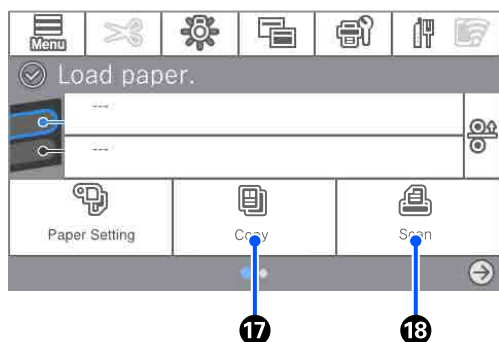 Menu
Load paper.
---
---
Paper Setting
Copy
Scan
17
18